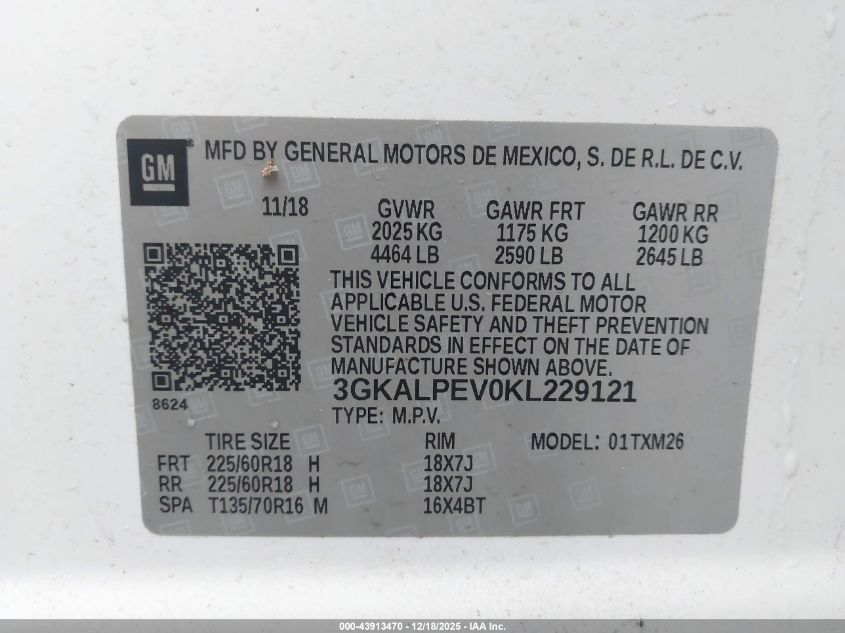 GM ® MFD BY GENERAL MOTORS DE MEXICO, S. DE R.L. DE C.V.
11/18 GVWR GAWR FRT GAWR RR
2025 KG 1175 KG 1200 KG
4464 LB 2590 LB 2645 LB
THIS VEHICLE CONFORMS TO ALL
APPLICABLE U.S. FEDERAL MOTOR
VEHICLE SAFETY AND THEFT PREVENTION
STANDARDS IN EFFECT ON THE DATE OF
MANUFACTURE SHOWN ABOVE.
3GKALPEV0KL229121
8624
TYPE: M.P.V.
TIRE SIZE RIM MODEL: 01TXM26
FRT 225/60R18 H 18X7J
RR 225/60R18 H 18X7J
SPA T135/70R16 M 16X4BT
000-43913470 - 12/18/2025 - IAA Inc.